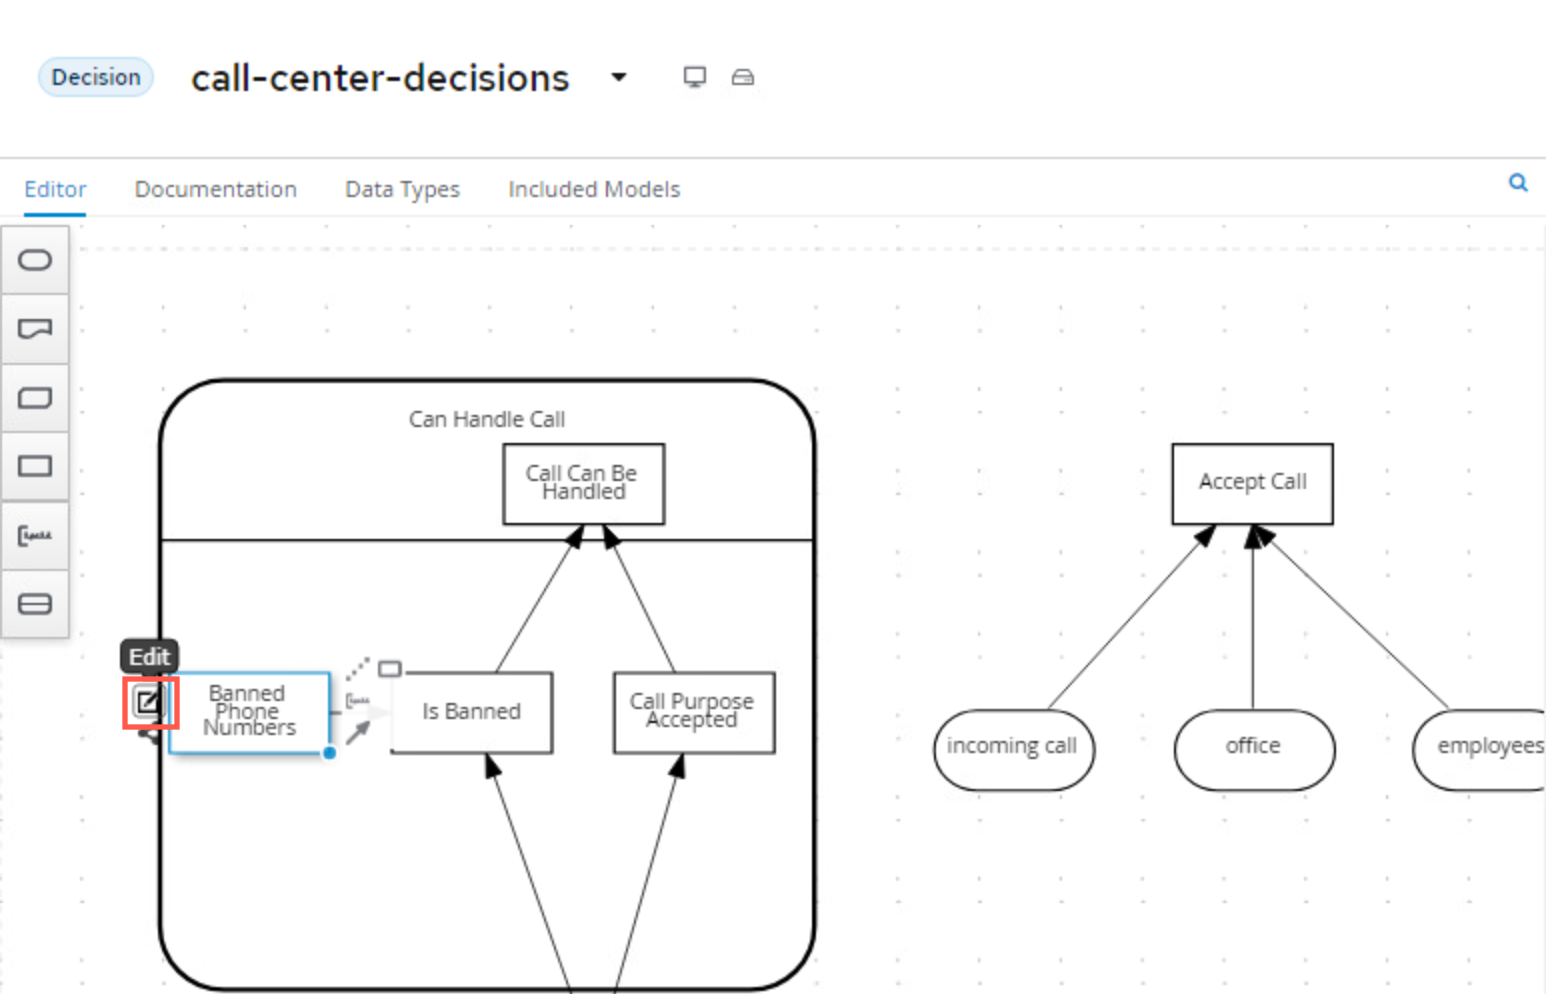 Decision
call-center-decisions
Editor
Documentation
Data Types
Included Models
Can Handle Call
Call Can Be
Handled
Accept Call
Edit
Banned
Phone
Numbers
Is Banned
Call Purpose
Accepted
incoming call
office
employees